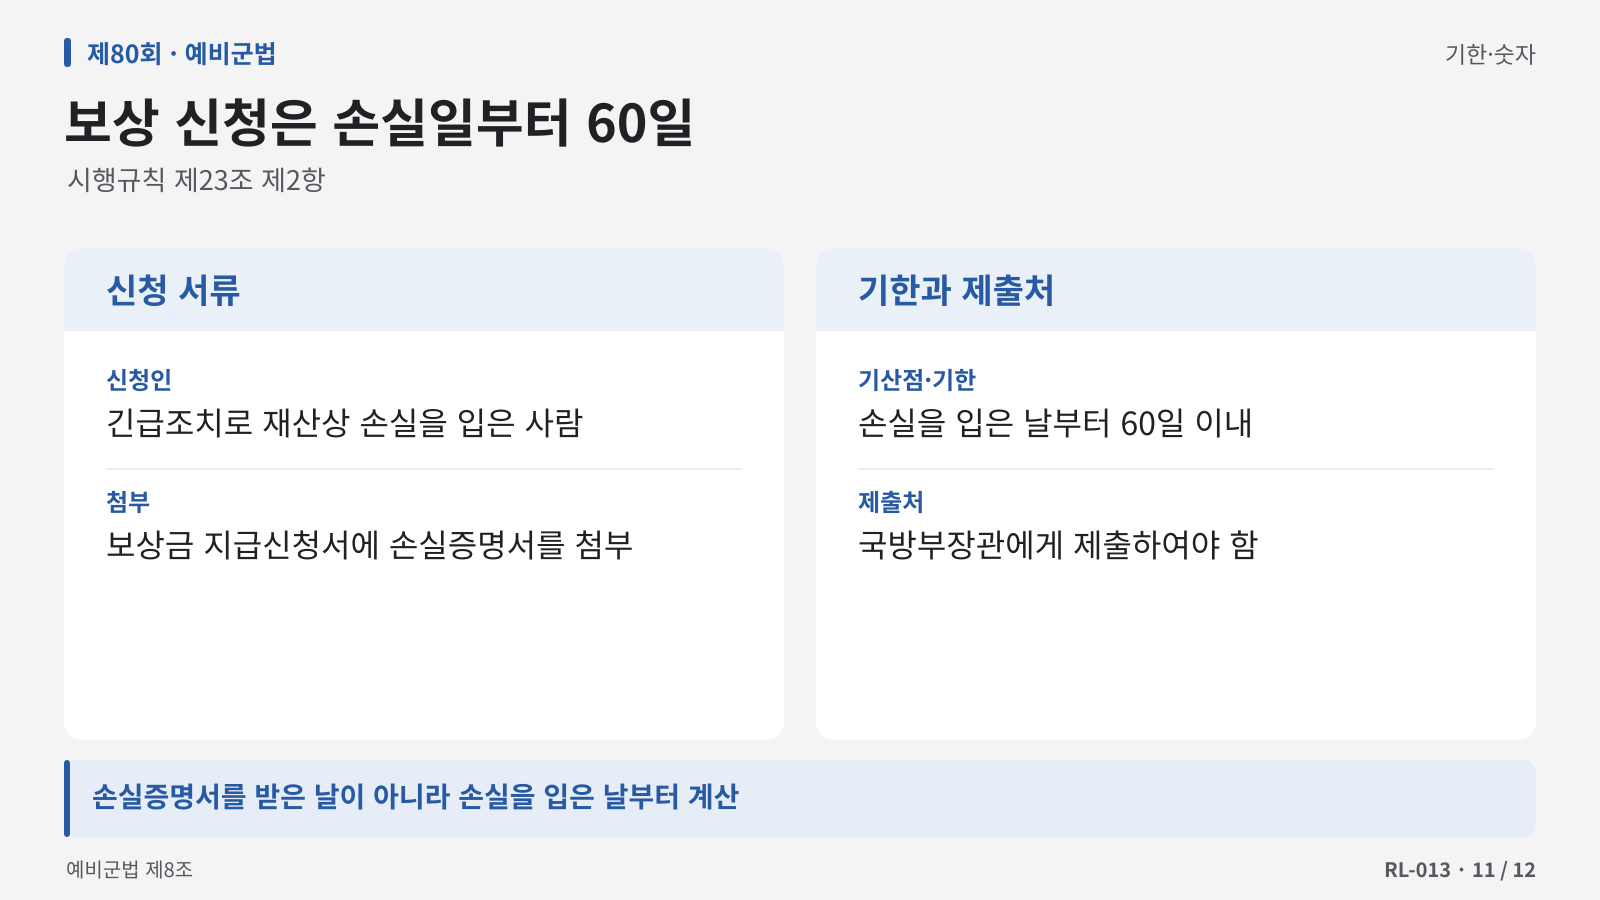 제80회 · 예비군법
기한·숫자
보상 신청은 손실일부터 60일
시행규칙 제23조 제2항
신청 서류
신청인
긴급조치로 재산상 손실을 입은 사람
첨부
보상금 지급신청서에 손실증명서를 첨부
기한과 제출처
기산점·기한
손실을 입은 날부터 60일 이내
제출처
국방부장관에게 제출하여야 함
손실증명서를 받은 날이 아니라 손실을 입은 날부터 계산
예비군법 제8조
RL-013 · 11 / 12